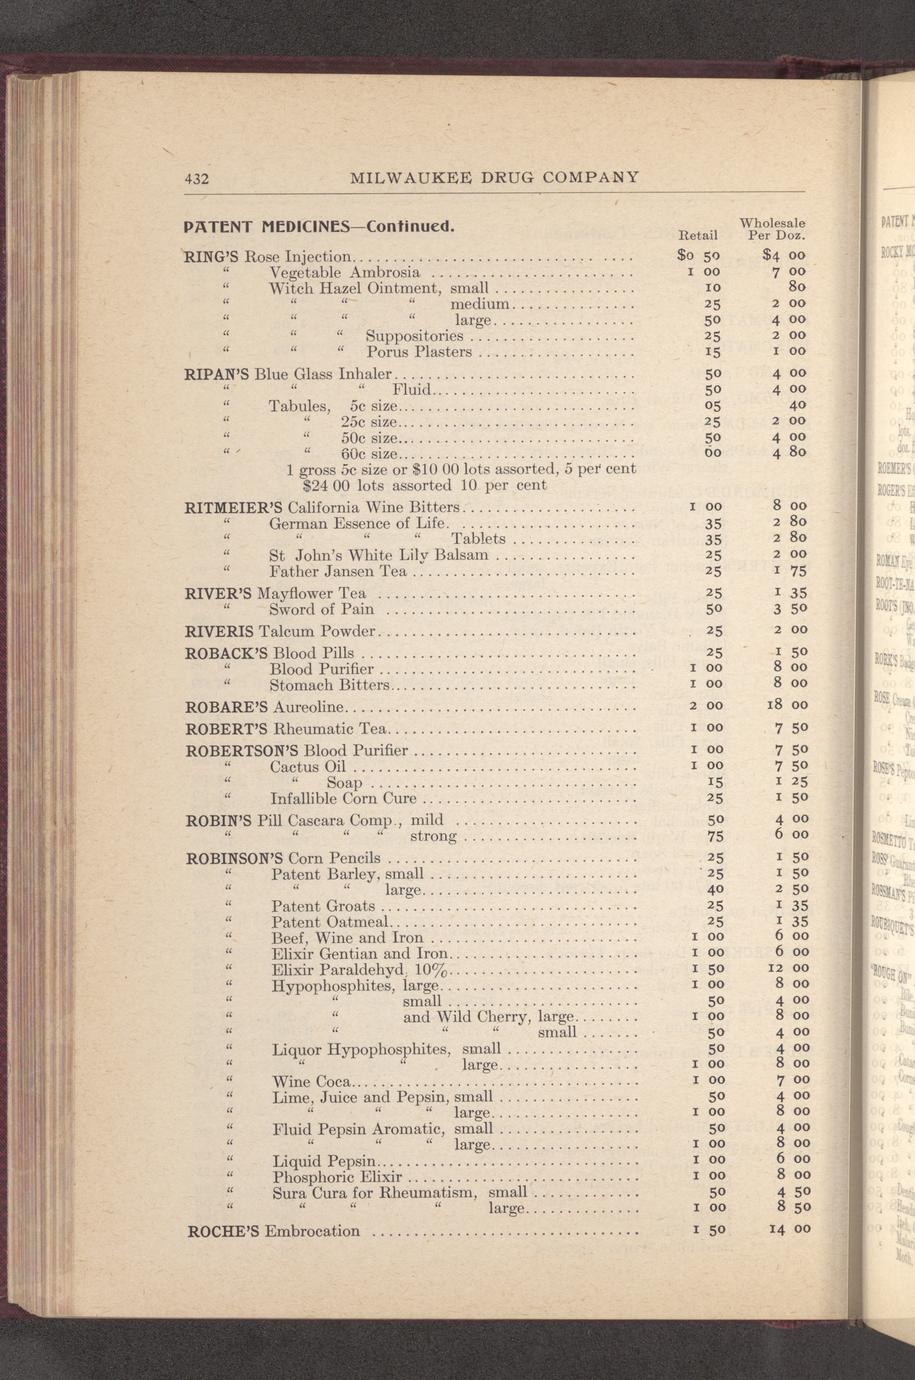 432 MILWAUKEE DRUG COMPANY
PATENT MEDICINES—Continued.
Wholesale
Retail Per Doz.
RING'S Rose Injection.............................. .... $0 50 $4 00
“ Vegetable Ambrosia ........................ 1 00 7 00
“ Witch Hazel Ointment, small ................. 10 80
“ “ “ “ medium............... 25 2 00
“ “ “ “ large................. 50 4 00
“ “ “ Suppositories .................... 25 2 00
“ “ “ Porus Plasters ................... 15 1 00
RIPAN'S Blue Glass Inhaler............................. 50 4 00
“ “ “ Fluid........................ 50 4 00
“ Tabules, 5c size............................ 05 40
“ “ 25c size............................ 25 2 00
“ “ 50c size............................ 50 4 00
“ “ 60c size............................ 60 4 80
1 gross 5c size or $10 00 lots assorted, 5 per cent
$24 00 lots assorted 10 per cent
RITMEIER'S California Wine Bitters..................... 1 00 8 00
“ German Essence of Life. ..................... 35 2 80
“ “ “ “ Tablets ............... 35 2 80
“ St John's White Lily Balsam ................. 25 2 00
“ Father Jansen Tea ........................... 25 1 75
RIVER'S Mayflower Tea ............................... 25 1 35
“ Sword of Pain .............................. 50 3 50
RIVERIS Talcum Powder............................... 25 2 00
ROBACK'S Blood Pills ................................. 25 1 50
“ Blood Purifier ............................... 1 00 8 00
“ Stomach Bitters............................. 1 00 8 00
ROBARE'S Aureoline................................... 2 00 18 00
ROBERT'S Rheumatic Tea.............................. 1 00 7 50
ROBERTSON'S Blood Purifier ........................... 1 00 7 50
“ Cactus Oil .................................. 1 00 7 50
“ “ Soap ................................ 15 1 25
“ Infallible Corn Cure .......................... 25 1 50
ROBIN'S Pill Cascara Comp., mild ...................... 50 4 00
“ “ “ “ strong ..................... 75 6 00
ROBINSON'S Corn Pencils .............................. 25 1 50
“ Patent Barley, small ......................... 25 1 50
“ “ “ large.......................... 40 2 50
“ Patent Groats ............................... 25 1 35
“ Patent Oatmeal.............................. 25 1 35
“ Beef, Wine and Iron ......................... 1 00 6 00
“ Elixir Gentian and Iron....................... 1 00 6 00
“ Elixir Paraldehyd, 10%....................... 1 50 12 00
“ Hypophosphites, large........................ 1 00 8 00
“ “ small ....................... 50 4 00
“ “ and Wild Cherry, large........ 1 00 8 00
“ “ “ “ small ....... 50 4 00
“ Liquor Hypophosphites, small ................ 50 4 00
“ “ “ large................. 1 00 8 00
“ Wine Coca.................................. 1 00 7 00
“ Lime, Juice and Pepsin, small ................. 50 4 00
“ “ “ “ large.................. 1 00 8 00
“ Fluid Pepsin Aromatic, small ................. 50 4 00
“ “ “ “ large.................. 1 00 8 00
“ Liquid Pepsin............................... 1 00 6 00
“ Phosphoric Elixir ............................ 1 00 8 00
“ Sura Cura for Rheumatism, small ............. 50 4 50
“ “ “ “ large.............. 1 00 8 50
ROCHE'S Embrocation ................................ 1 50 14 00
PATENT
ROEMER'S
ROGER'S
ROMAN
ROOT'S
ROSE Cream
ROSE'S
ROSMETTO
ROSSMAN'S
"ROUGH ON"